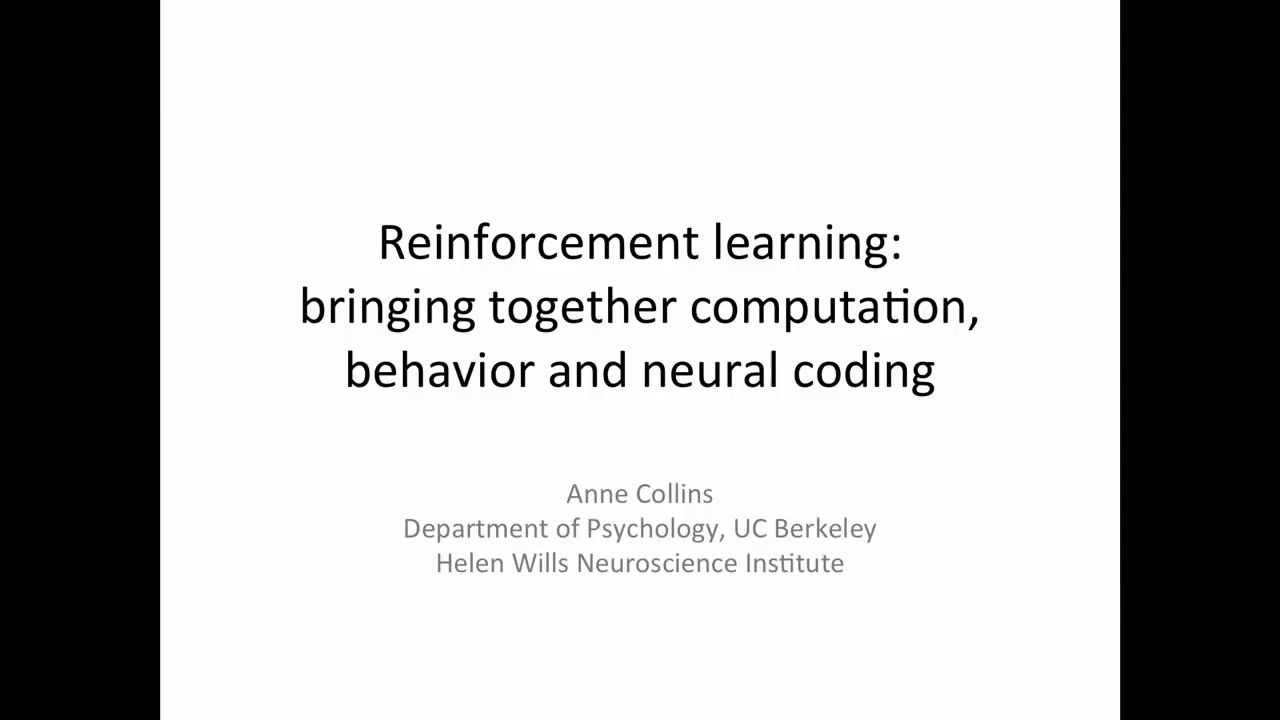 Reinforcement learning:
bringing together computation,
behavior and neural coding
Anne Collins
Department of Psychology, UC Berkeley
Helen Wills Neuroscience Institute